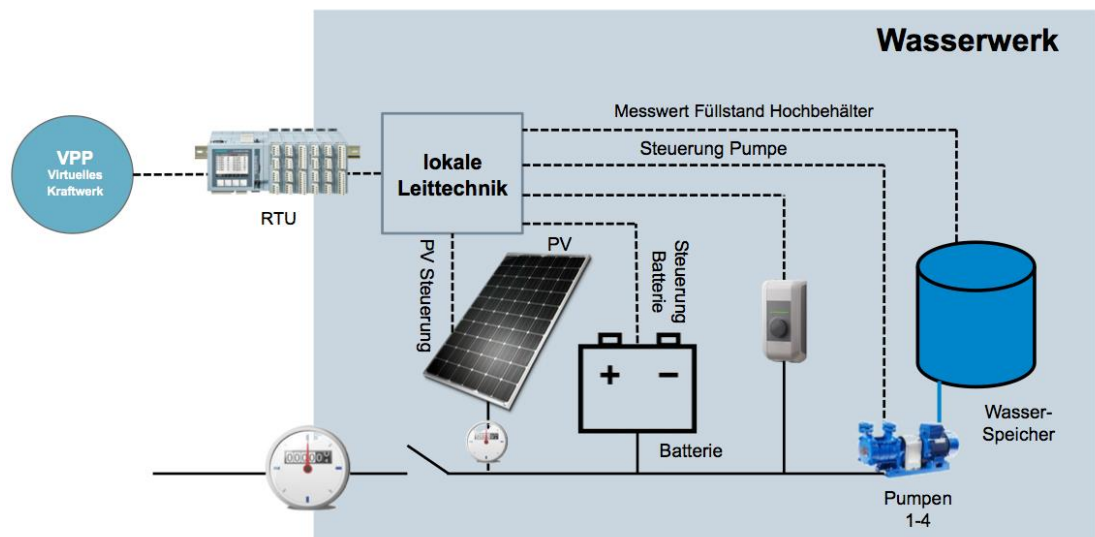 Wasserwerk
Messwert Füllstand Hochbehälter
Steuerung Pumpe
VPP
Virtuelles
Kraftwerk
lokale
Leittechnik
RTU
PV Steuerung
PV
Steuerung
Batterie
Batterie
Wasser-
Speicher
Pumpen
1-4